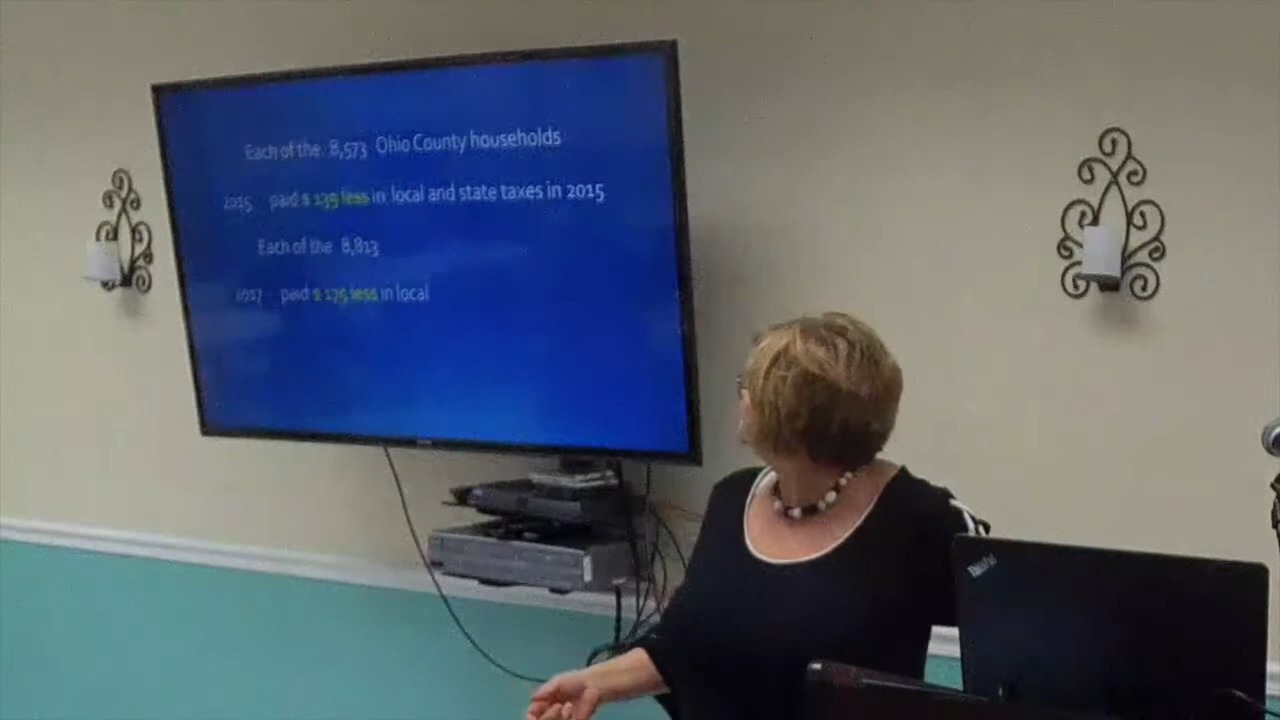 Each of the 8,573 Ohio County households
2015 paid $ 139 less in local and state taxes in 2015
Each of the 8,813
2017 paid $ 175 less in local
ThinkPad